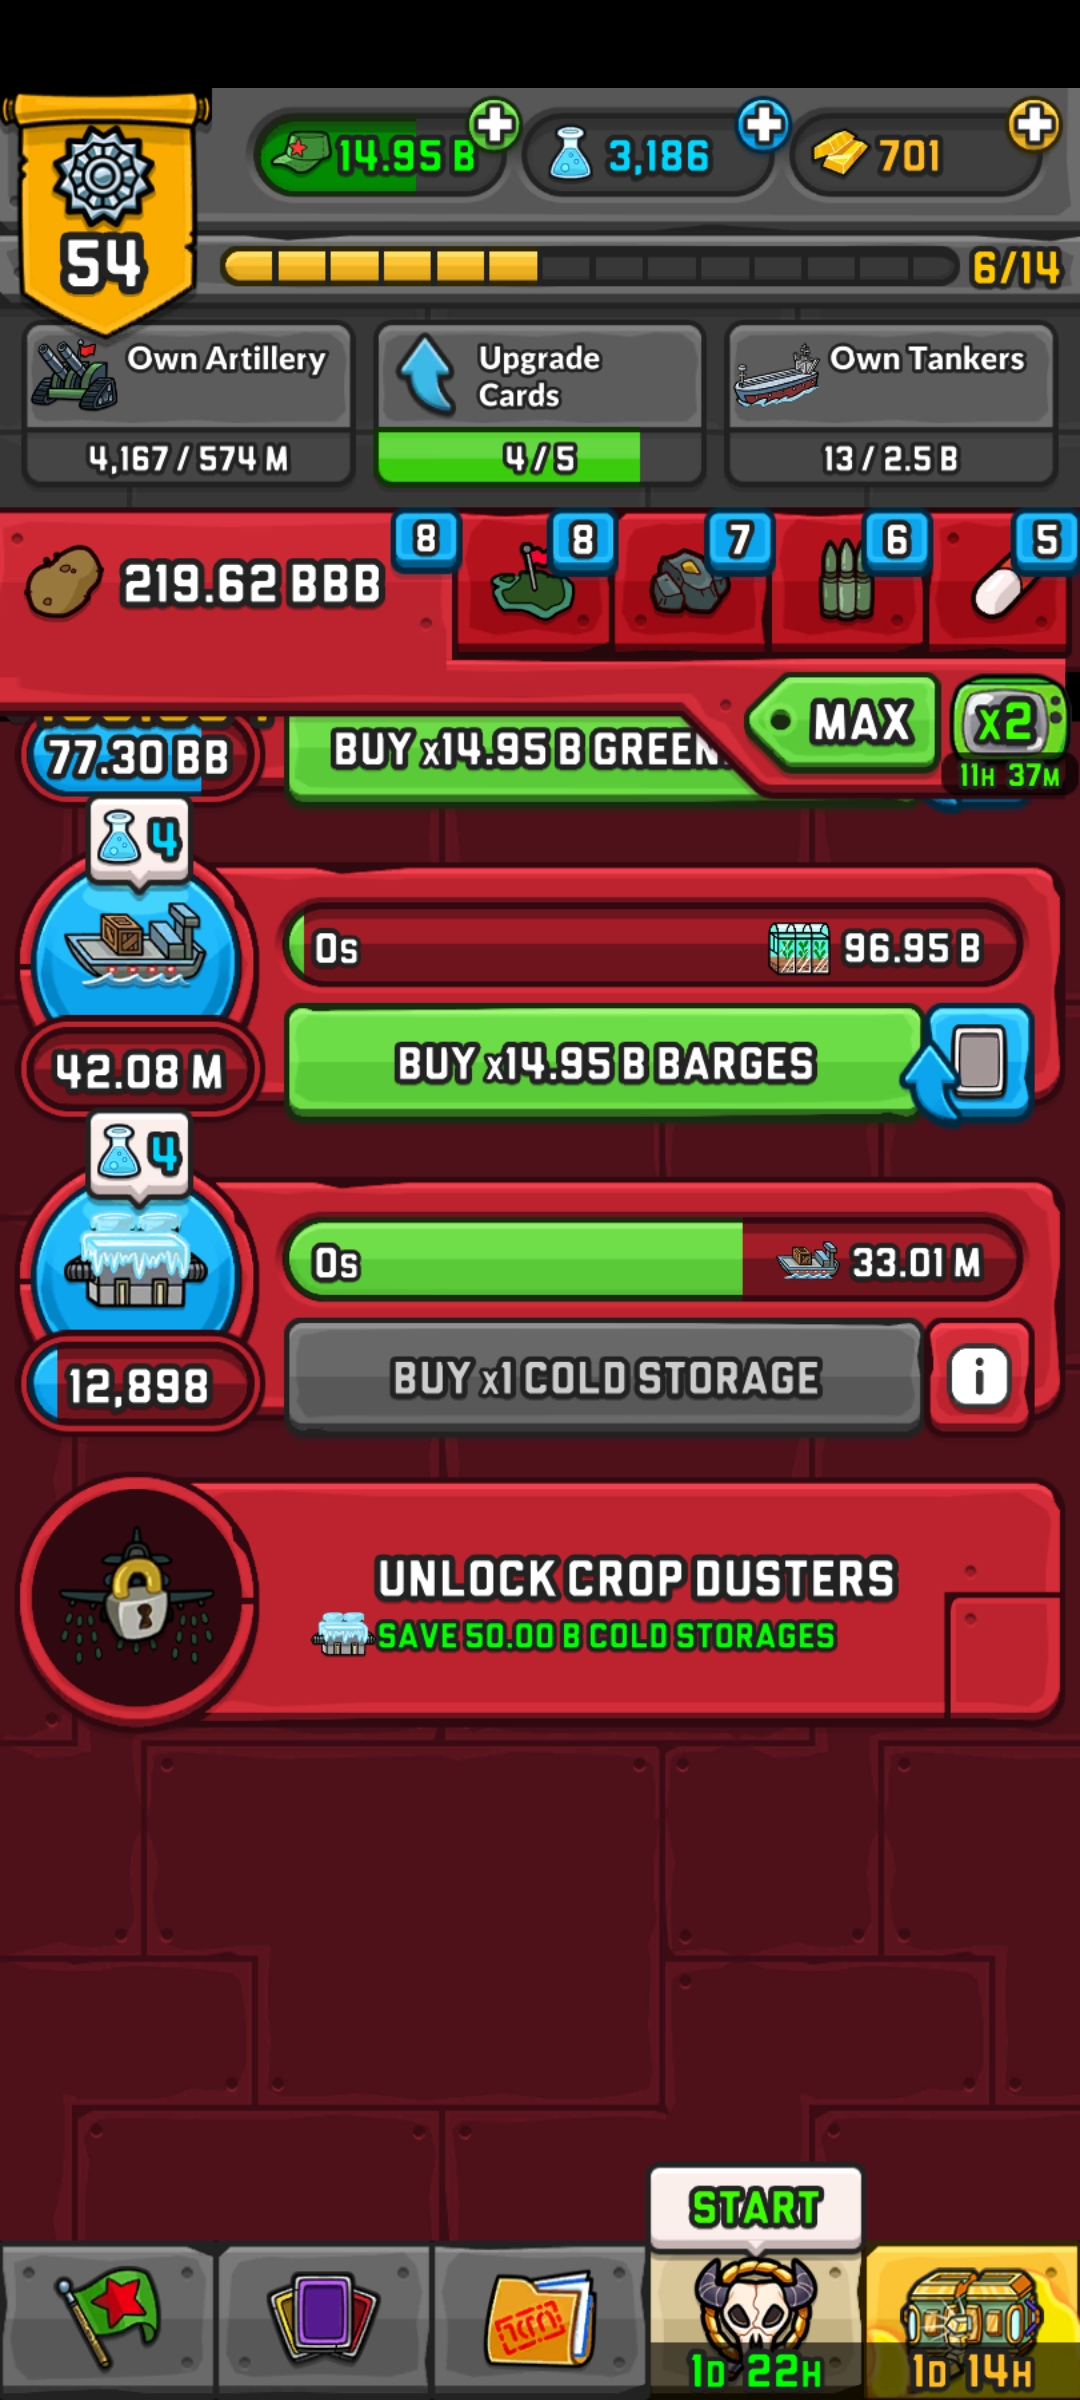 14.95 B
3,186
701
54
6/14
Own Artillery
4,167 / 574 M
Upgrade
Cards
4 / 5
Own Tankers
13 / 2.5 B
219.62 BBB
8
8
7
6
5
MAX
x2
11H 37M
77.30 BB
BUY x14.95 B GREEN
4
0s
96.95 B
42.08 M
BUY x14.95 B BARGES
4
0s
33.01 M
12,898
BUY x1 COLD STORAGE
i
UNLOCK CROP DUSTERS
SAVE 50.00 B COLD STORAGES
START
1D 22H
1D 14H